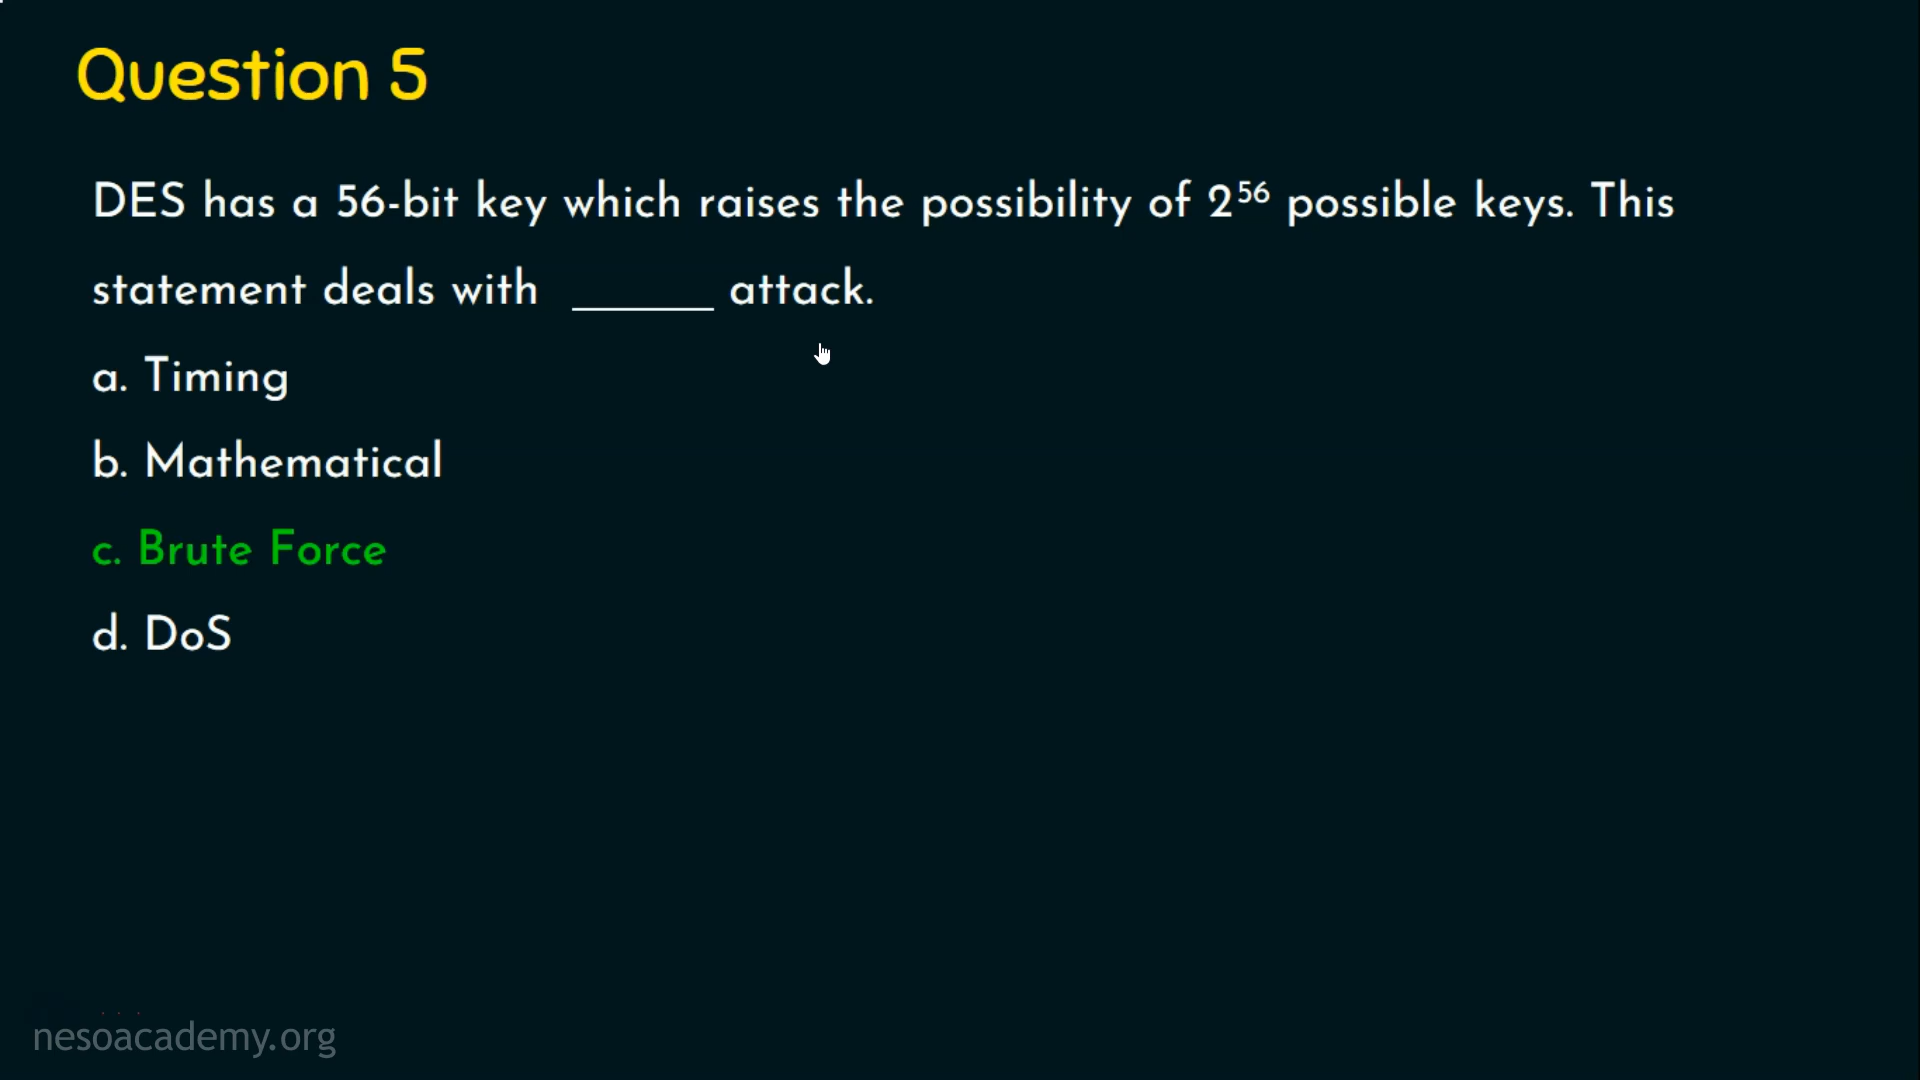 Question 5
DES has a 56-bit key which raises the possibility of 2⁵⁶ possible keys. This
statement deals with ______ attack.
a. Timing
b. Mathematical
c. Brute Force
d. DoS
nesoacademy.org